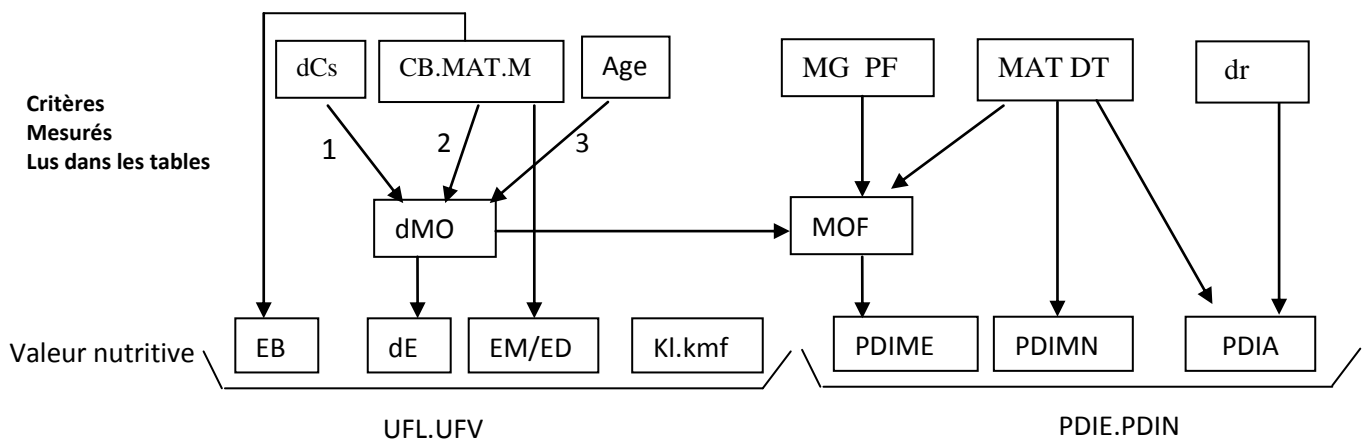 dCs CB.MAT.M Age MG PF MAT DT dr
Critères
Mesurés
Lus dans les tables
1 2 3
dMO MOF
Valeur nutritive EB dE EM/ED Kl.kmf PDIME PDIMN PDIA
UFL.UFV PDIE.PDIN